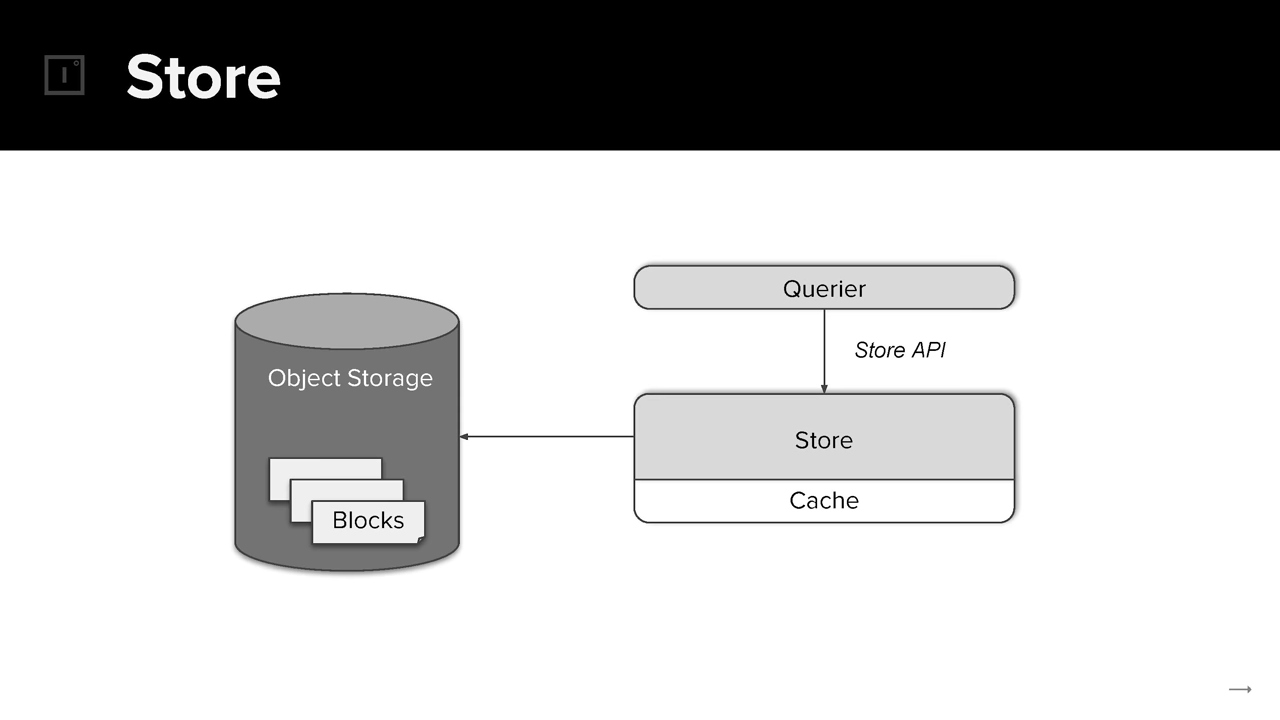 Store
Querier
Store API
Object Storage
Store
Cache
Blocks